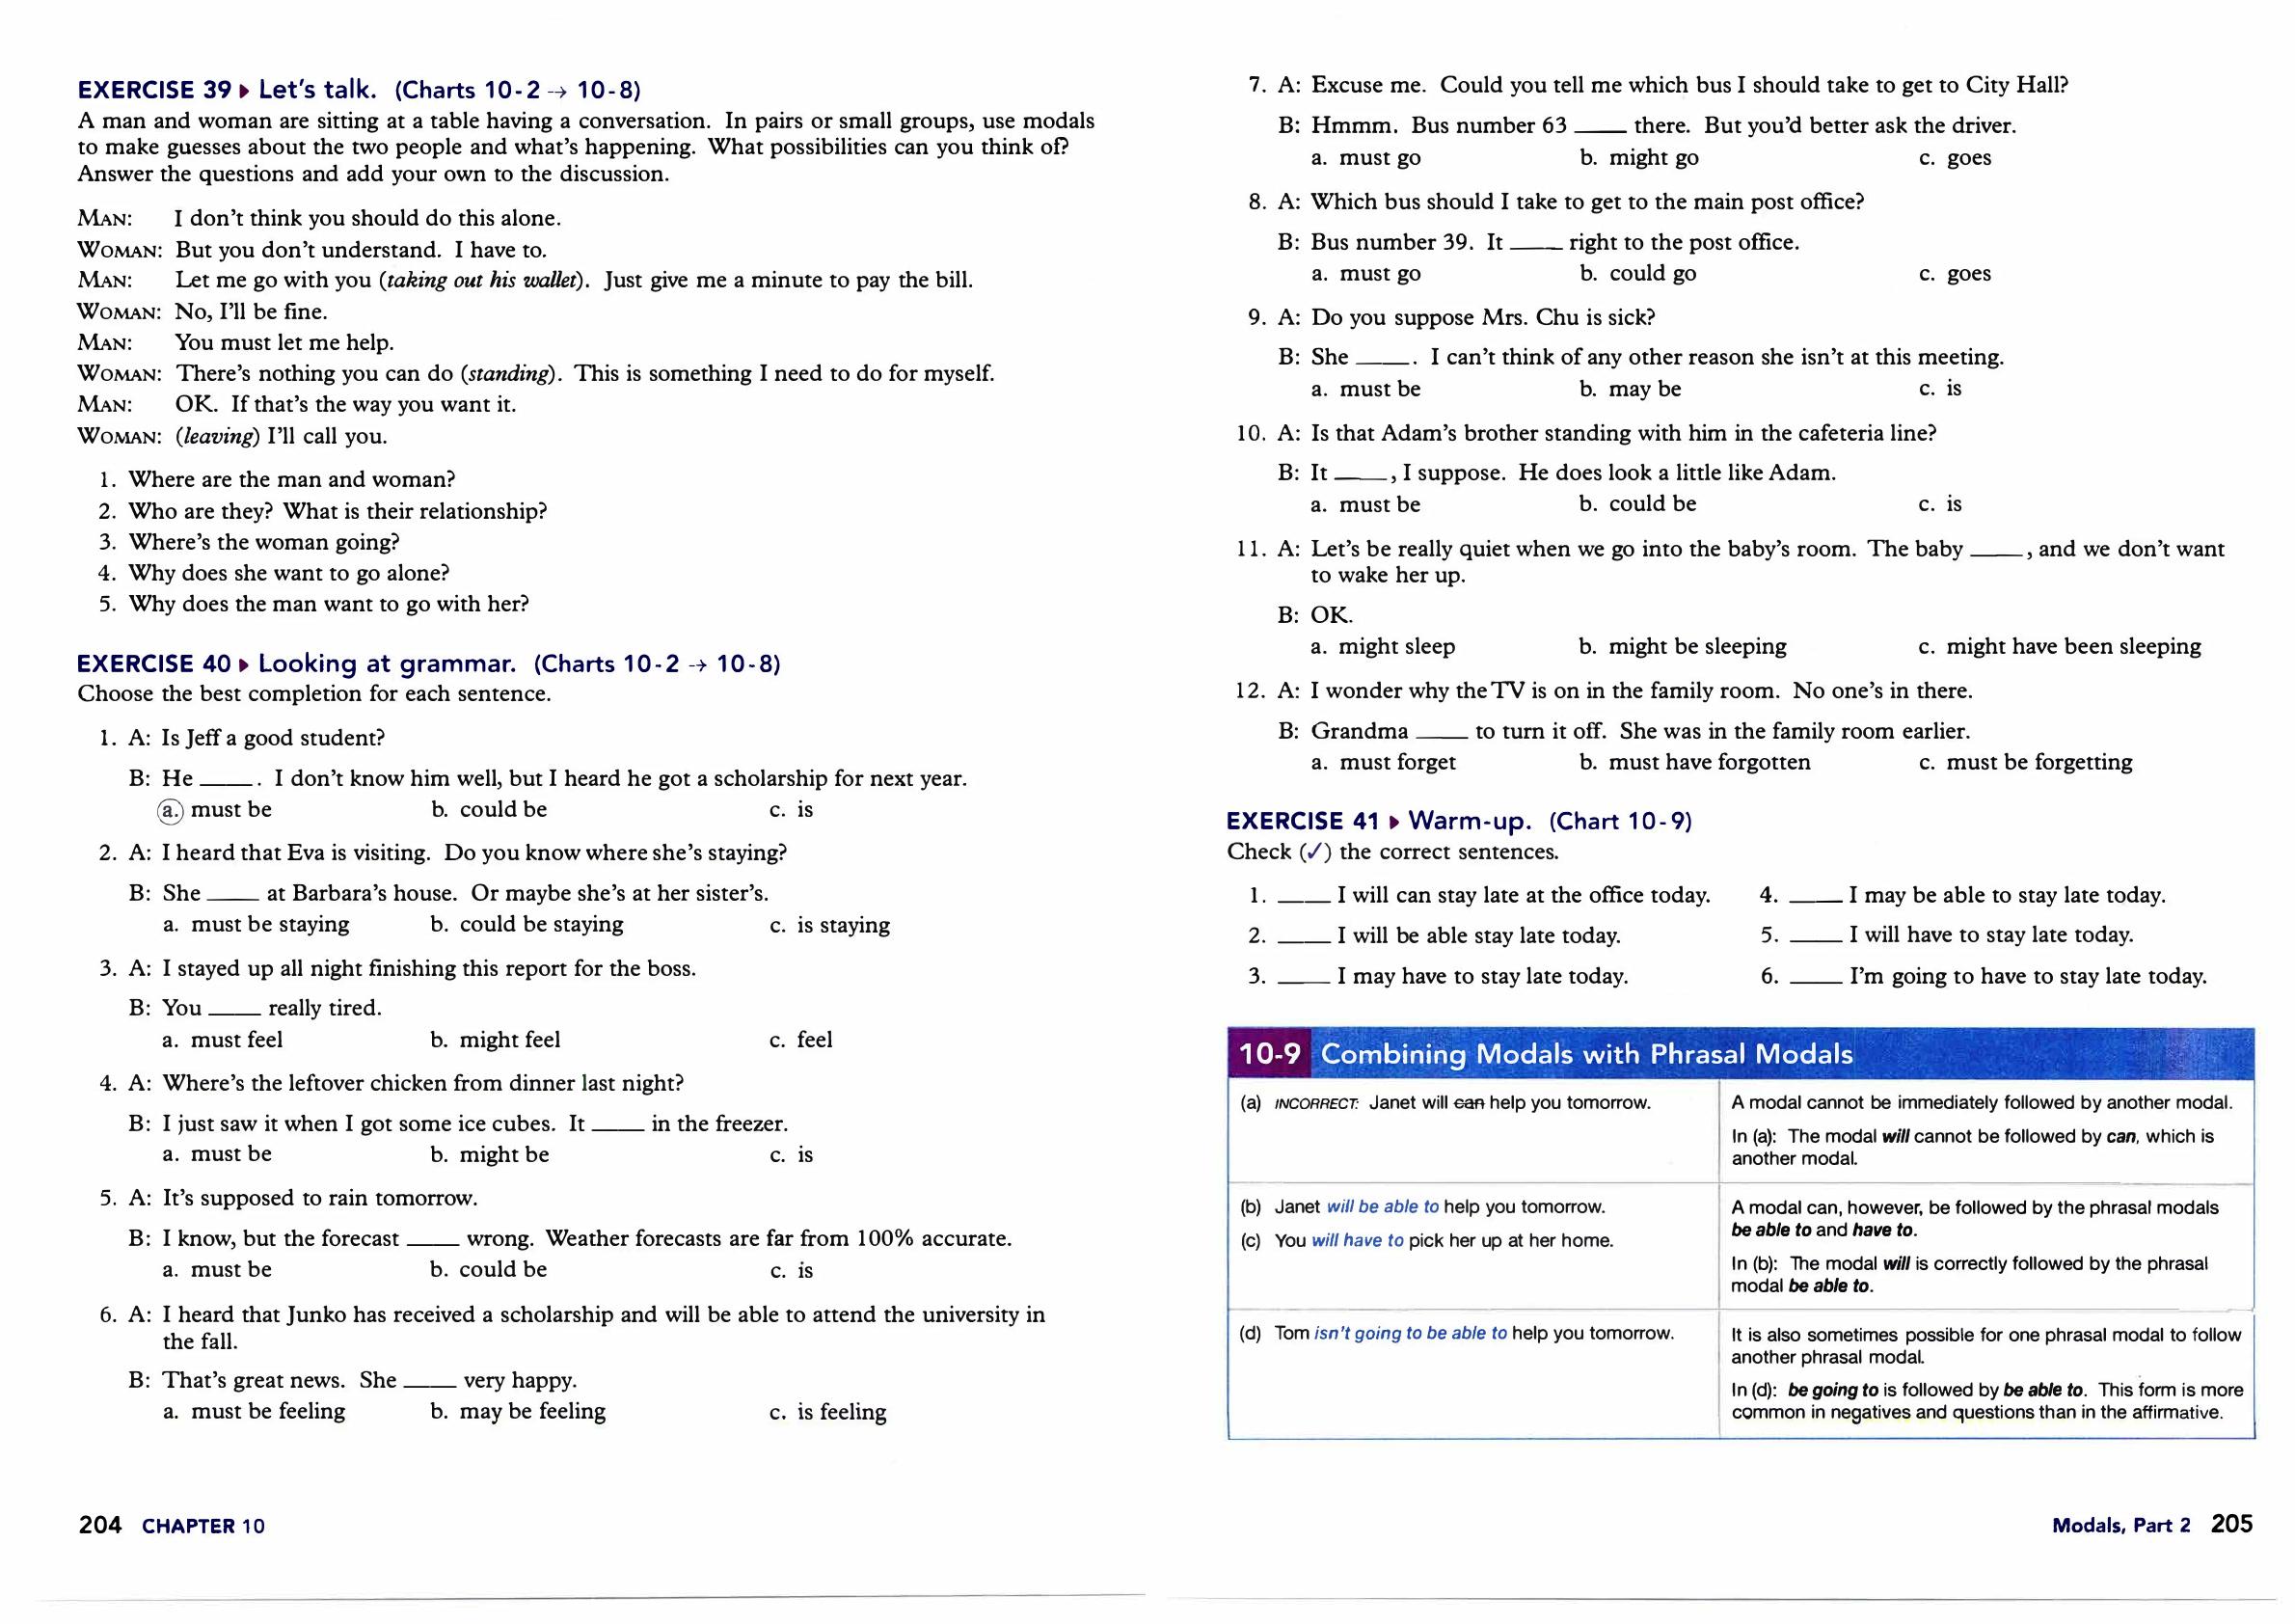 EXERCISE 39 ▸ Let's talk. (Charts 10-2 → 10-8)
A man and woman are sitting at a table having a conversation. In pairs or small groups, use modals
to make guesses about the two people and what's happening. What possibilities can you think of?
Answer the questions and add your own to the discussion.
MAN: I don't think you should do this alone.
WOMAN: But you don't understand. I have to.
MAN: Let me go with you (taking out his wallet). Just give me a minute to pay the bill.
WOMAN: No, I'll be fine.
MAN: You must let me help.
WOMAN: There's nothing you can do (standing). This is something I need to do for myself.
MAN: OK. If that's the way you want it.
WOMAN: (leaving) I'll call you.
1. Where are the man and woman?
2. Who are they? What is their relationship?
3. Where's the woman going?
4. Why does she want to go alone?
5. Why does the man want to go with her?
EXERCISE 40 ▸ Looking at grammar. (Charts 10-2 → 10-8)
Choose the best completion for each sentence.
1. A: Is Jeff a good student?
B: He ____ . I don't know him well, but I heard he got a scholarship for next year.
a. must be b. could be c. is
2. A: I heard that Eva is visiting. Do you know where she's staying?
B: She ____ at Barbara's house. Or maybe she's at her sister's.
a. must be staying b. could be staying c. is staying
3. A: I stayed up all night finishing this report for the boss.
B: You ____ really tired.
a. must feel b. might feel c. feel
4. A: Where's the leftover chicken from dinner last night?
B: I just saw it when I got some ice cubes. It ____ in the freezer.
a. must be b. might be c. is
5. A: It's supposed to rain tomorrow.
B: I know, but the forecast ____ wrong. Weather forecasts are far from 100% accurate.
a. must be b. could be c. is
6. A: I heard that Junko has received a scholarship and will be able to attend the university in
the fall.
B: That's great news. She ____ very happy.
a. must be feeling b. may be feeling c. is feeling
204 CHAPTER 10
7. A: Excuse me. Could you tell me which bus I should take to get to City Hall?
B: Hmmm. Bus number 63 ____ there. But you'd better ask the driver.
a. must go b. might go c. goes
8. A: Which bus should I take to get to the main post office?
B: Bus number 39. It ____ right to the post office.
a. must go b. could go c. goes
9. A: Do you suppose Mrs. Chu is sick?
B: She ____ . I can't think of any other reason she isn't at this meeting.
a. must be b. may be c. is
10. A: Is that Adam's brother standing with him in the cafeteria line?
B: It ____ , I suppose. He does look a little like Adam.
a. must be b. could be c. is
11. A: Let's be really quiet when we go into the baby's room. The baby ____ , and we don't want
to wake her up.
B: OK.
a. might sleep b. might be sleeping c. might have been sleeping
12. A: I wonder why the TV is on in the family room. No one's in there.
B: Grandma ____ to turn it off. She was in the family room earlier.
a. must forget b. must have forgotten c. must be forgetting
EXERCISE 41 ▸ Warm-up. (Chart 10-9)
Check (✓) the correct sentences.
1. ____ I will can stay late at the office today.
2. ____ I will be able stay late today.
3. ____ I may have to stay late today.
4. ____ I may be able to stay late today.
5. ____ I will have to stay late today.
6. ____ I'm going to have to stay late today.
10-9 Combining Modals with Phrasal Modals
(a) INCORRECT: Janet will can help you tomorrow.
A modal cannot be immediately followed by another modal.
In (a): The modal will cannot be followed by can, which is
another modal.
(b) Janet will be able to help you tomorrow.
(c) You will have to pick her up at her home.
A modal can, however, be followed by the phrasal modals
be able to and have to.
In (b): The modal will is correctly followed by the phrasal
modal be able to.
(d) Tom isn't going to be able to help you tomorrow.
It is also sometimes possible for one phrasal modal to follow
another phrasal modal.
In (d): be going to is followed by be able to. This form is more
common in negatives and questions than in the affirmative.
Modals, Part 2 205